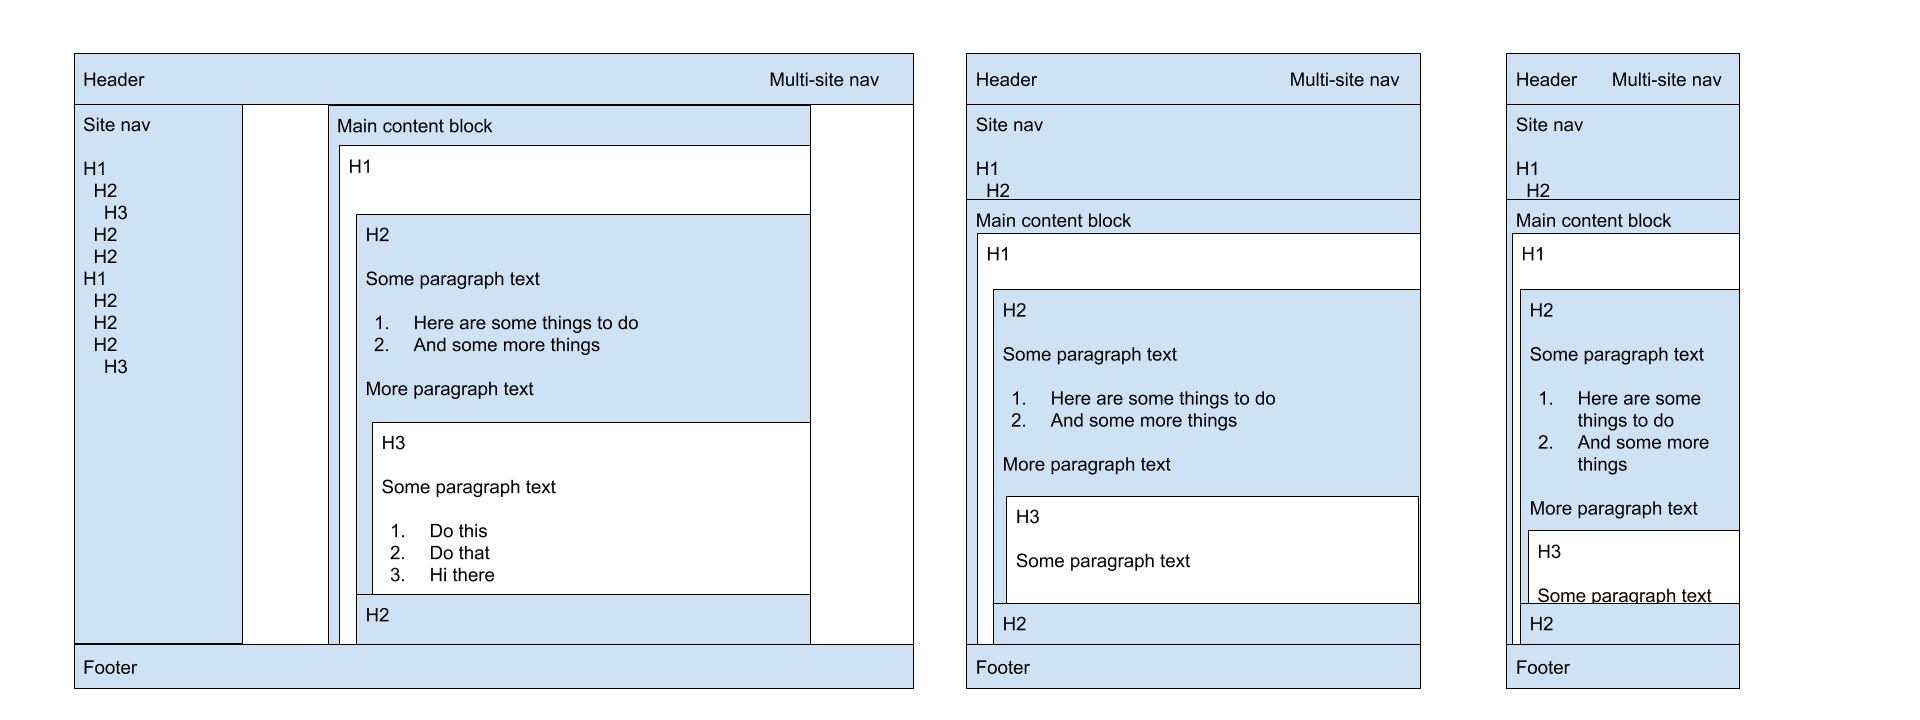 Header
Multi-site nav
Site nav
H1
H2
H3
H2
H2
H1
H2
H2
H2
H3
Main content block
H1
H2
Some paragraph text
1. Here are some things to do
2. And some more things
More paragraph text
H3
Some paragraph text
1. Do this
2. Do that
3. Hi there
H2
Footer
Header
Multi-site nav
Site nav
H1
H2
Main content block
H1
H2
Some paragraph text
1. Here are some things to do
2. And some more things
More paragraph text
H3
Some paragraph text
H2
Footer
Header
Multi-site nav
Site nav
H1
H2
Main content block
H1
H2
Some paragraph text
1. Here are some
things to do
2. And some more
things
More paragraph text
H3
Some paragraph text
H2
Footer